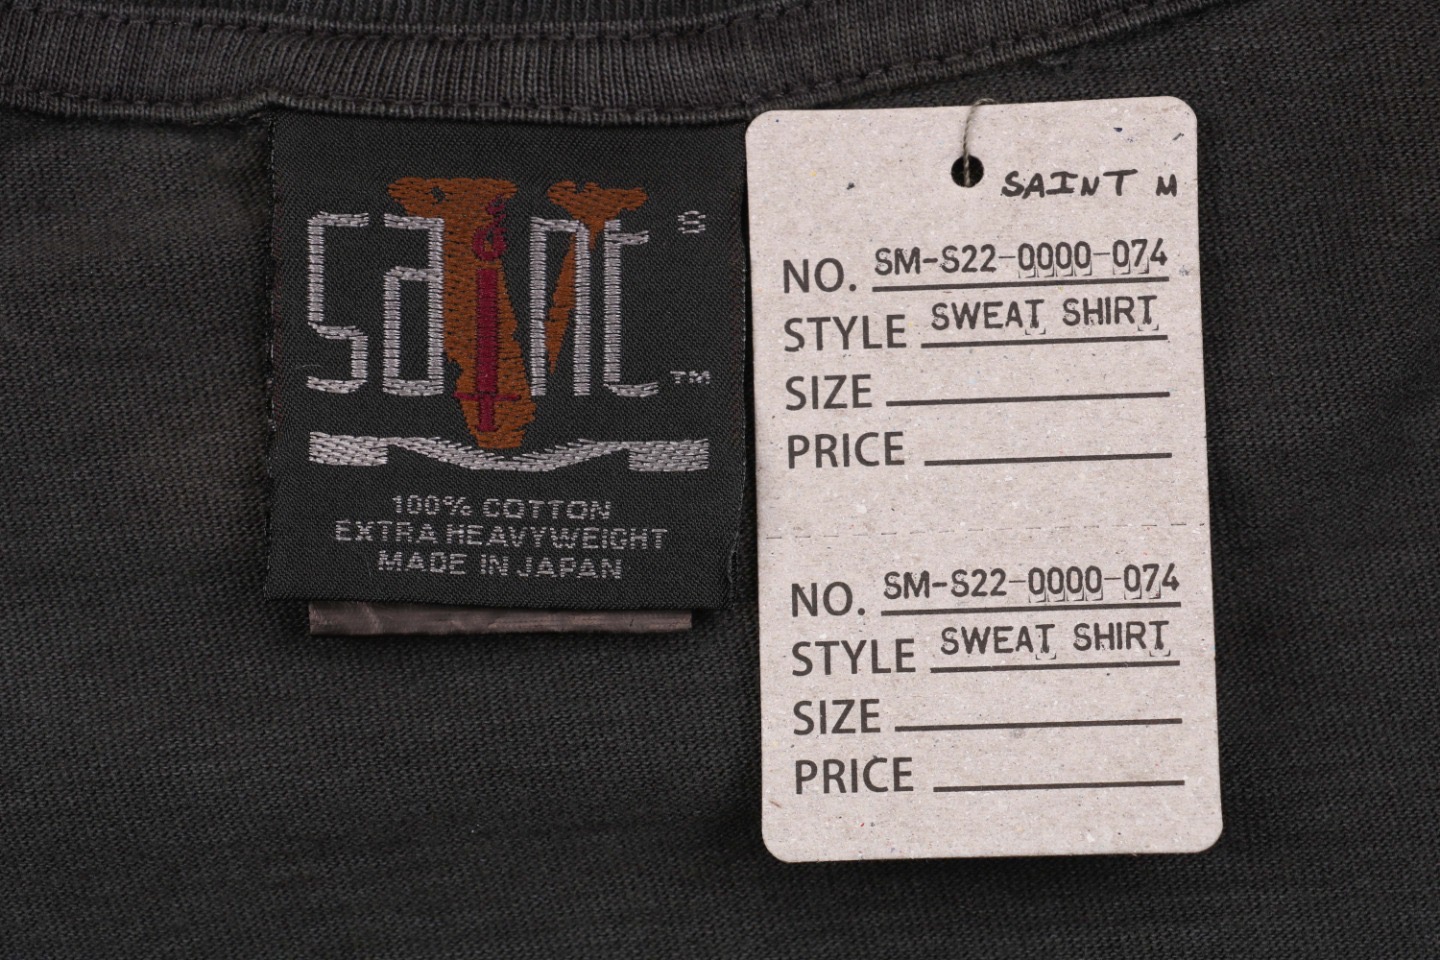 saint
S
TM
100% COTTON
EXTRA HEAVYWEIGHT
MADE IN JAPAN
SAINT M
NO. SM-S22-0000-074
STYLE SWEAT SHIRT
SIZE
PRICE
NO. SM-S22-0000-074
STYLE SWEAT SHIRT
SIZE
PRICE